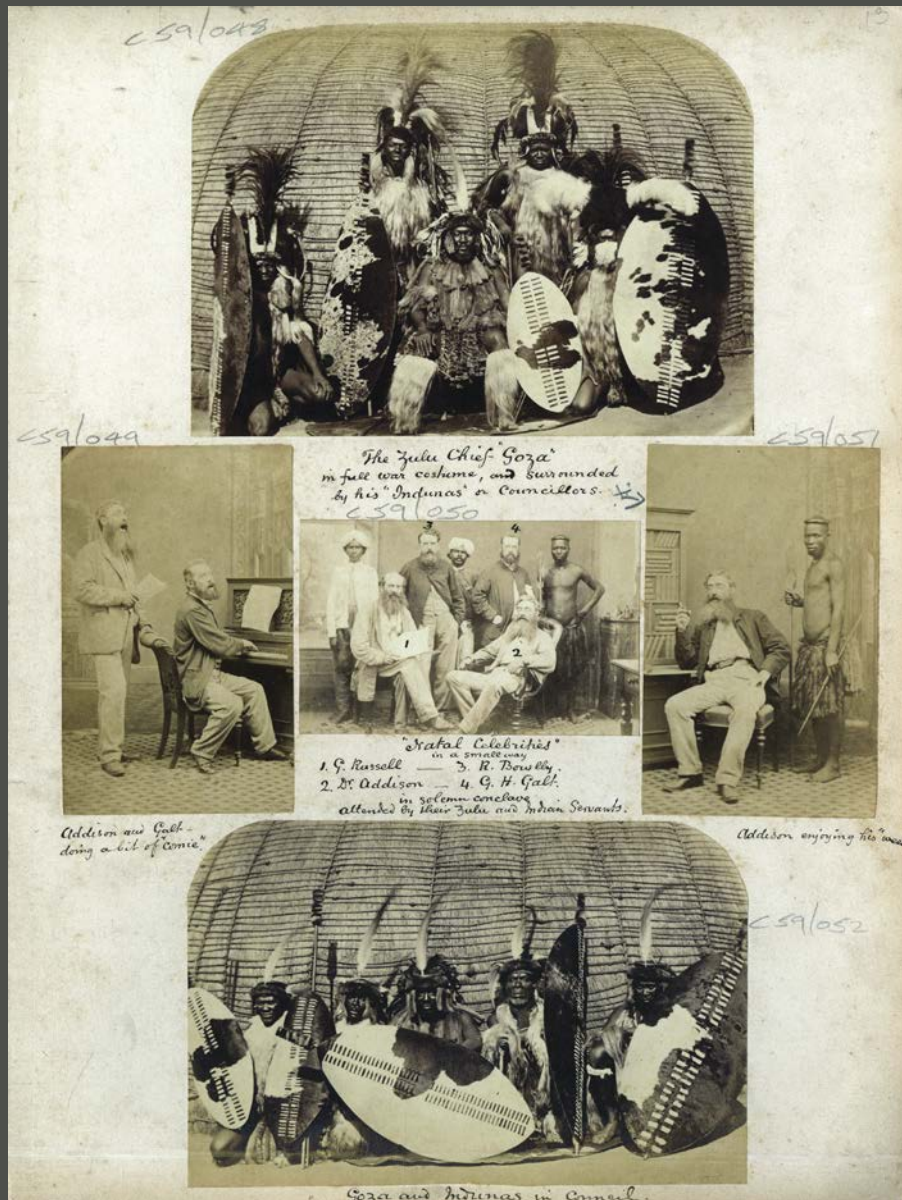 c59/048
13
c59/049
c59/051
The Zulu Chief "Goza"
in full war costume, and surrounded
by his "Indunas" or Councillors.
c59/050
3 4
1 2
"Natal Celebrities"
in a small way
1. G. Russell — 3. R. Bowlly.
2. Dr Addison — 4. G. H. Galt.
in solemn conclave
attended by their Zulu and Indian Servants.
Addison and Galt
doing a bit of "comic".
Addison enjoying his
c59/052
Goza and Indunas in Council.